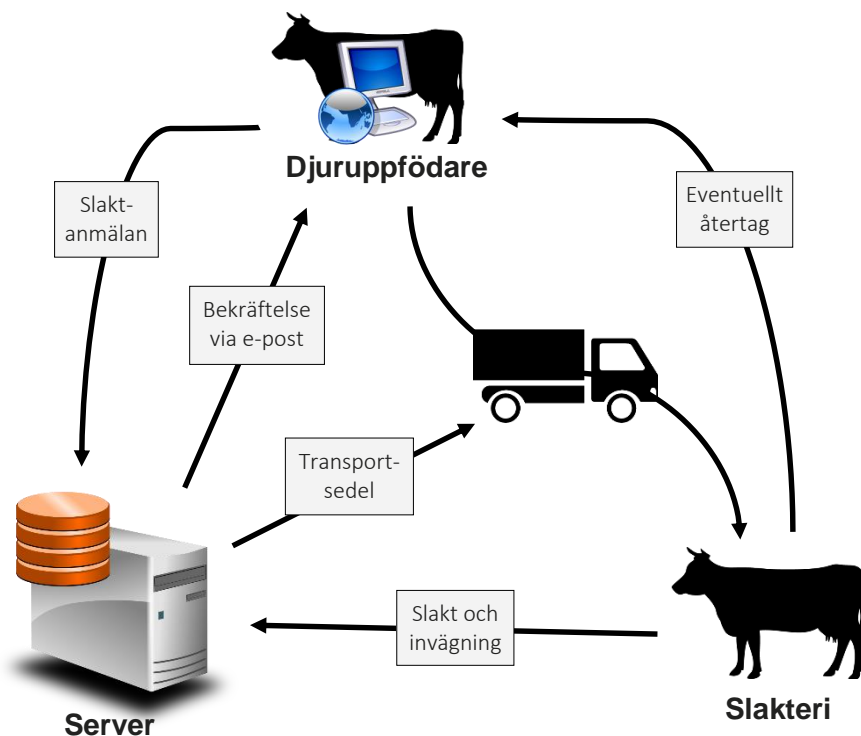 Djuruppfödare
Slakt-
anmälan
Eventuellt
återtag
Bekräftelse
via e-post
Transport-
sedel
Slakt och
invägning
Server
Slakteri